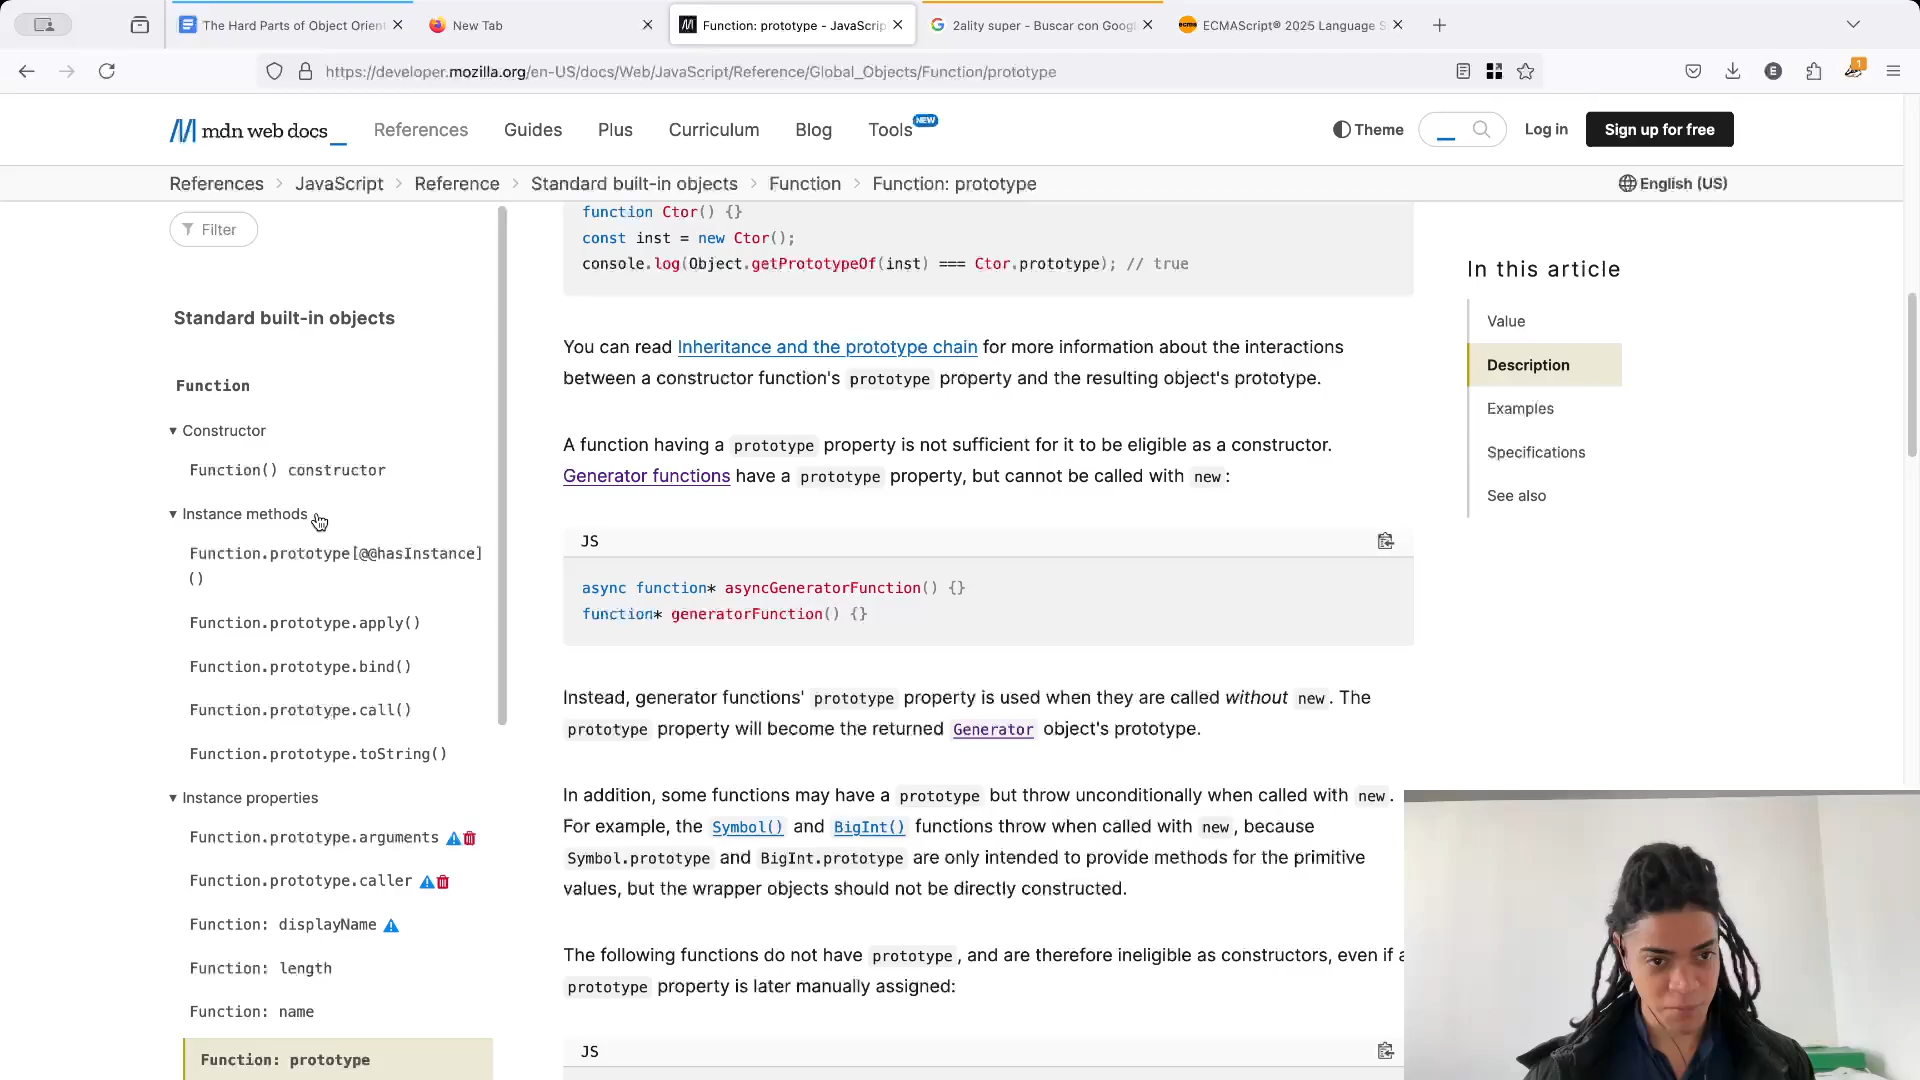 The Hard Parts of Object Orient
New Tab
Function: prototype - JavaScrip
2ality super - Buscar con Googl
ECMAScript® 2025 Language S
https://developer.mozilla.org/en-US/docs/Web/JavaScript/Reference/Global_Objects/Function/prototype
E
1
mdn web docs
References
Guides
Plus
Curriculum
Blog
Tools
NEW
Theme
Log in
Sign up for free
References
JavaScript
Reference
Standard built-in objects
Function
Function: prototype
English (US)
Filter
Standard built-in objects
Function
Constructor
Function() constructor
Instance methods
Function.prototype[@@hasInstance]
()
Function.prototype.apply()
Function.prototype.bind()
Function.prototype.call()
Function.prototype.toString()
Instance properties
Function.prototype.arguments
Function.prototype.caller
Function: displayName
Function: length
Function: name
Function: prototype
function Ctor() {}
const inst = new Ctor();
console.log(Object.getPrototypeOf(inst) === Ctor.prototype); // true
You can read Inheritance and the prototype chain for more information about the interactions
between a constructor function's prototype property and the resulting object's prototype.
A function having a prototype property is not sufficient for it to be eligible as a constructor.
Generator functions have a prototype property, but cannot be called with new:
JS
async function* asyncGeneratorFunction() {}
function* generatorFunction() {}
Instead, generator functions' prototype property is used when they are called without new. The
prototype property will become the returned Generator object's prototype.
In addition, some functions may have a prototype but throw unconditionally when called with new.
For example, the Symbol() and BigInt() functions throw when called with new, because
Symbol.prototype and BigInt.prototype are only intended to provide methods for the primitive
values, but the wrapper objects should not be directly constructed.
The following functions do not have prototype, and are therefore ineligible as constructors, even if a
prototype property is later manually assigned:
JS
In this article
Value
Description
Examples
Specifications
See also